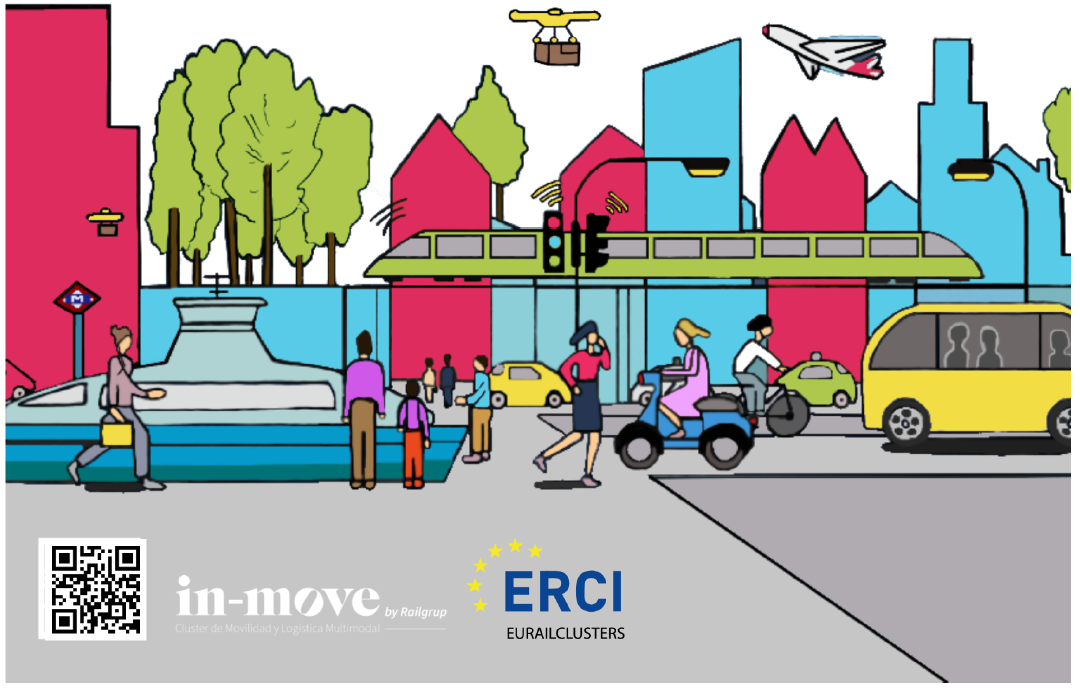 M
in-move by Railgrup
Cluster de Movilidad y Logística Multimodal
ERCI
EURAILCLUSTERS